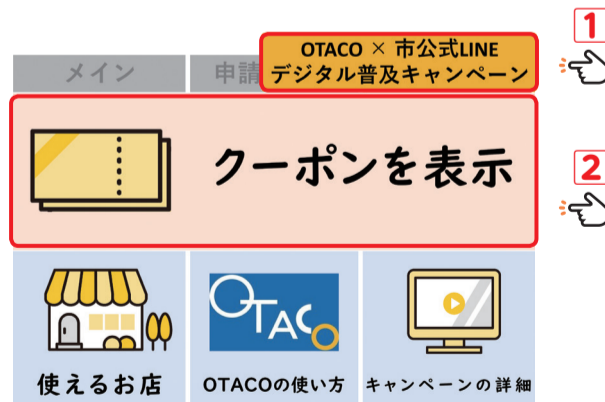 OTACO × 市公式LINE
デジタル普及キャンペーン
メイン
申請
1
クーポンを表示
2
OTACO
使えるお店
OTACOの使い方
キャンペーンの詳細